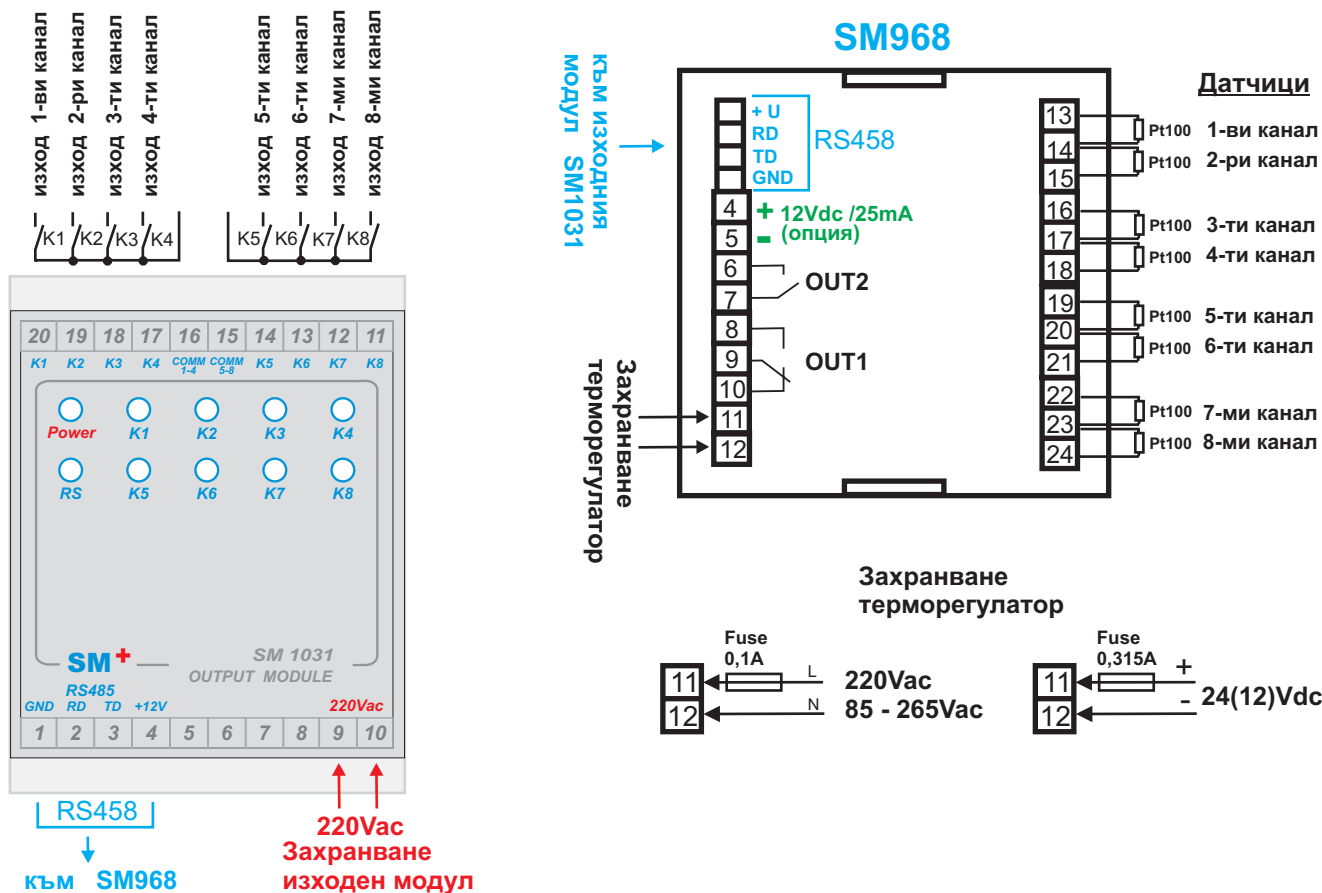 изход 1-ви канал
изход 2-ри канал
изход 3-ти канал
изход 4-ти канал
изход 5-ти канал
изход 6-ти канал
изход 7-ми канал
изход 8-ми канал
K1 K2 K3 K4
K5 K6 K7 K8
20 19 18 17 16 15 14 13 12 11
K1 K2 K3 K4 COMM 1-4 COMM 5-8 K5 K6 K7 K8
Power K1 K2 K3 K4
RS K5 K6 K7 K8
SM+
SM 1031
OUTPUT MODULE
RS485
GND RD TD +12V 220Vac
1 2 3 4 5 6 7 8 9 10
RS458
към SM968
220Vac
Захранване
изходен модул
SM968
към изходния
модул SM1031
+ U
RD
TD
GND
RS458
4
5
6
7
8
9
10
11
12
+ 12Vdc /25mA
- (опция)
OUT2
OUT1
Захранване
терморегулатор
Датчици
13
14
15
16
17
18
19
20
21
22
23
24
Pt100 1-ви канал
Pt100 2-ри канал
Pt100 3-ти канал
Pt100 4-ти канал
Pt100 5-ти канал
Pt100 6-ти канал
Pt100 7-ми канал
Pt100 8-ми канал
Захранване
терморегулатор
Fuse
0,1A
11 L 220Vac
12 N 85 - 265Vac
Fuse
0,315A
11 +
12 -
24(12)Vdc